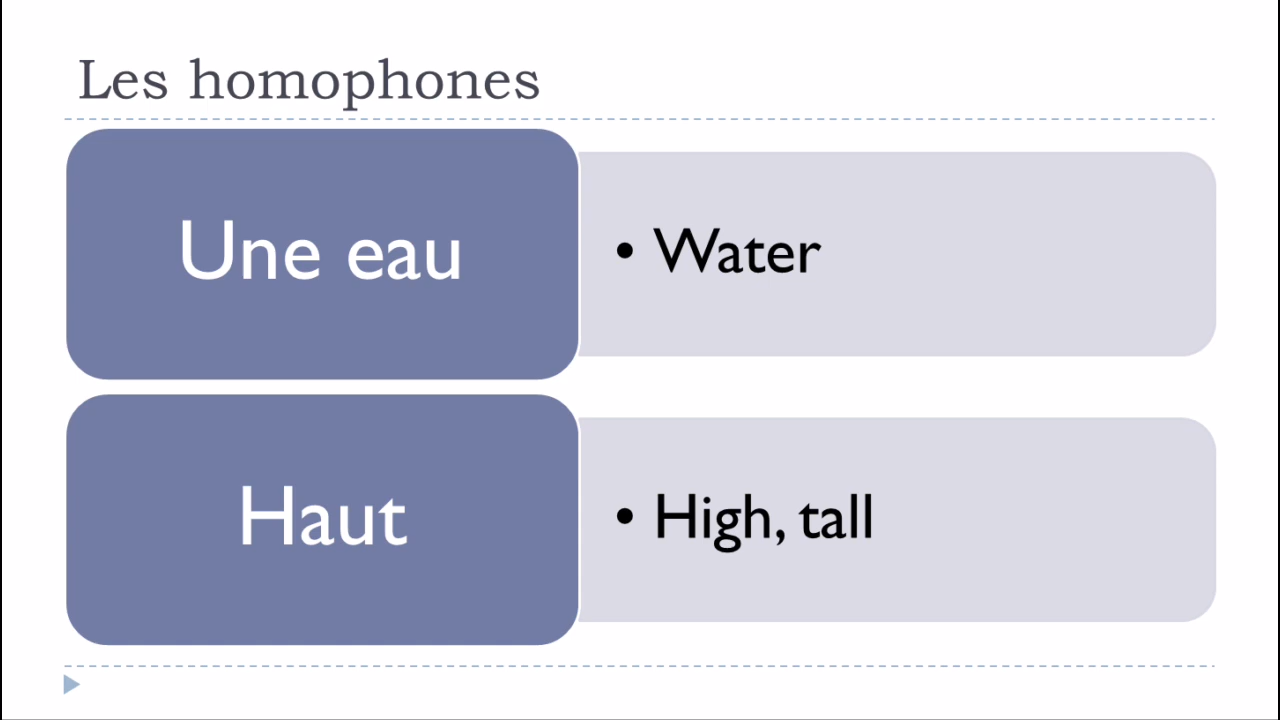 Les homophones
Une eau
• Water
Haut
• High, tall